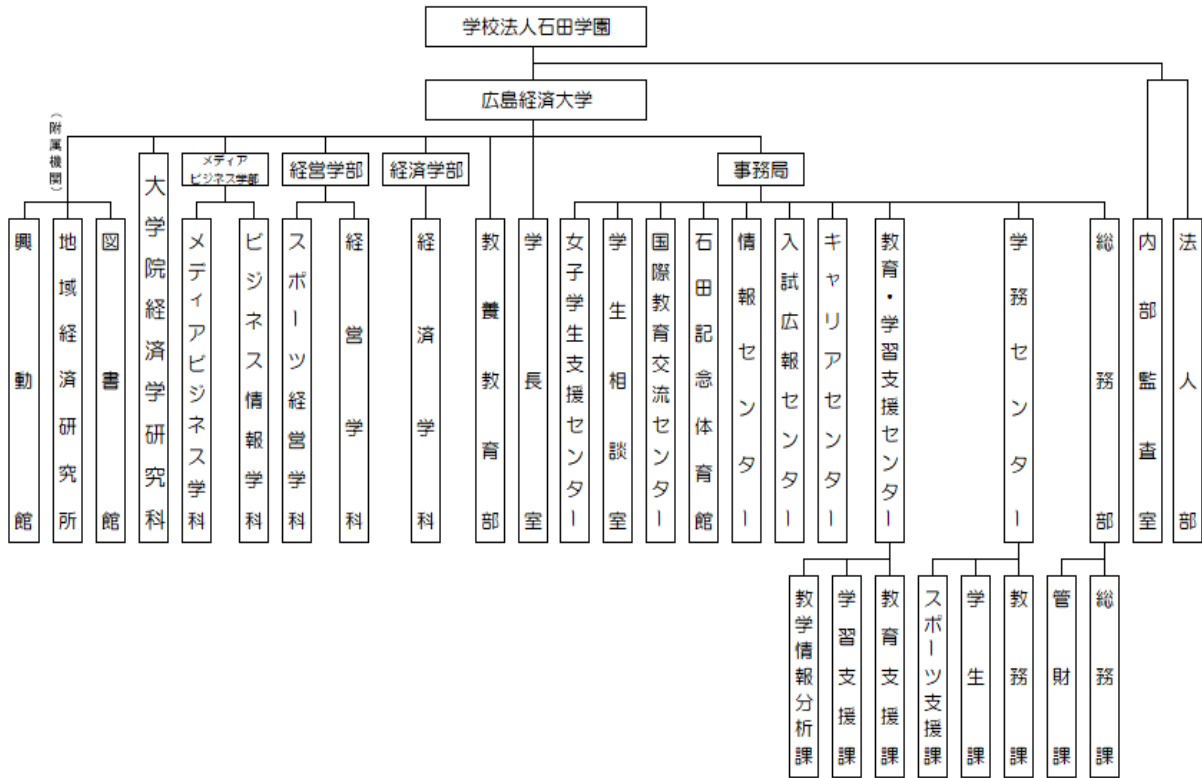 学校法人石田学園
広島経済大学
(附属機関)
メディア
ビジネス学部
経営学部
経済学部
事務局
興動館
地域経済研究所
図書館
大学院経済学研究科
メディアビジネス学科
ビジネス情報学科
スポーツ経営学科
経営学科
経済学科
教養教育部
学長室
女子学生支援センター
学生相談室
国際教育交流センター
石田記念体育館
情報センター
入試広報センター
キャリアセンター
教育・学習支援センター
学務センター
総務部
内部監査室
法人部
教学情報分析課
学習支援課
教育支援課
スポーツ支援課
学生課
教務課
管財課
総務課